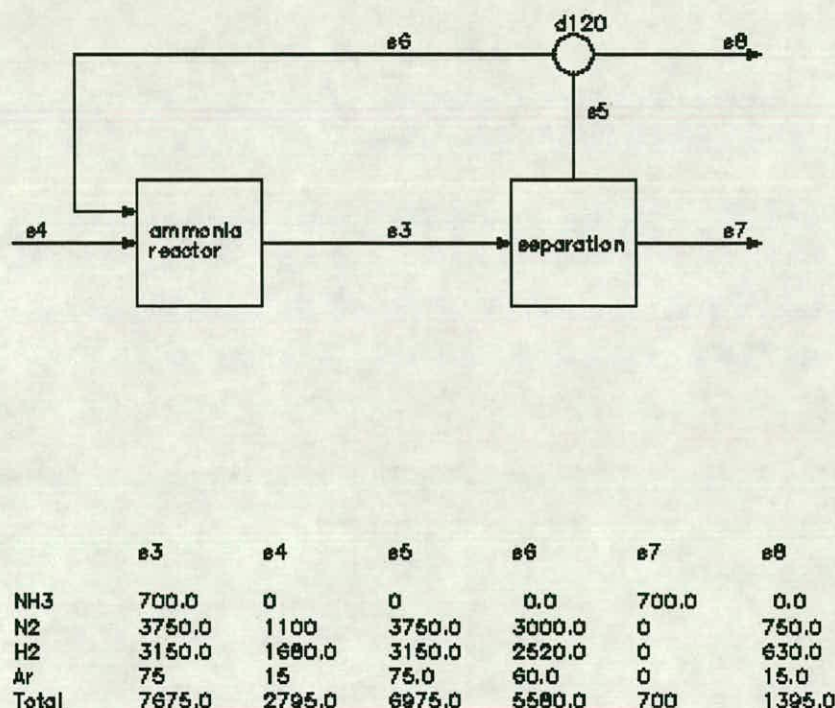 d120
s6
s8
s5
s4
ammonia
reactor
s3
separation
s7
s3 s4 s5 s6 s7 s8
NH3 700.0 0 0 0.0 700.0 0.0
N2 3750.0 1100 3750.0 3000.0 0 750.0
H2 3150.0 1680.0 3150.0 2520.0 0 630.0
Ar 75 15 75.0 60.0 0 15.0
Total 7675.0 2795.0 6975.0 5580.0 700 1395.0